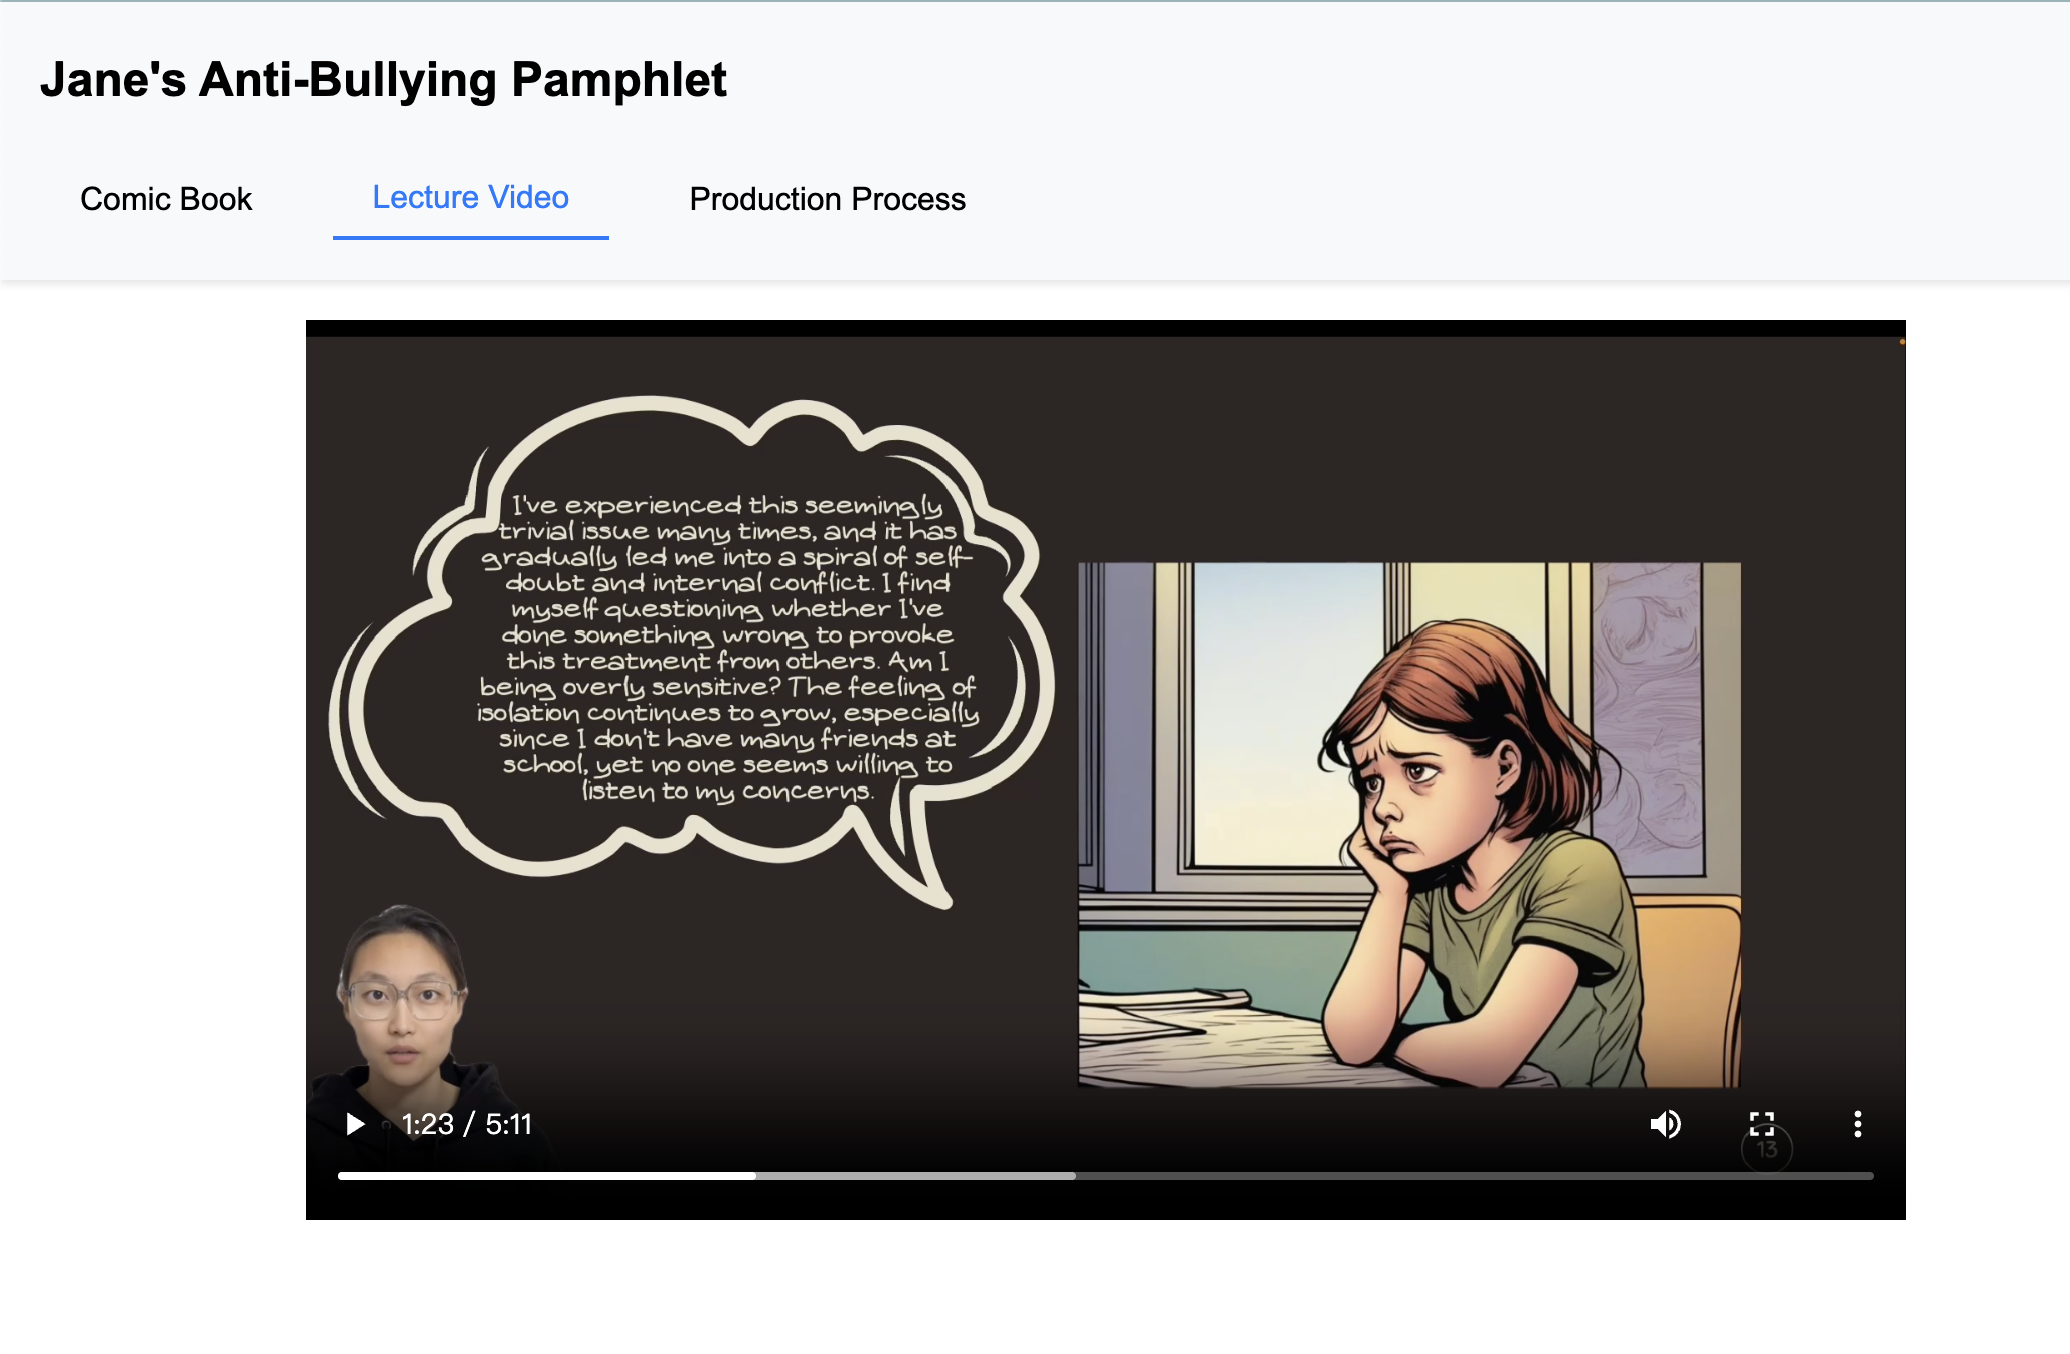 Jane's Anti-Bullying Pamphlet
Comic Book
Lecture Video
Production Process
I've experienced this seemingly
trivial issue many times, and it has
gradually led me into a spiral of self-
doubt and internal conflict. I find
myself questioning whether I've
done something wrong to provoke
this treatment from others. Am I
being overly sensitive? The feeling of
isolation continues to grow, especially
since I don't have many friends at
school, yet no one seems willing to
listen to my concerns.
1:23 / 5:11
13